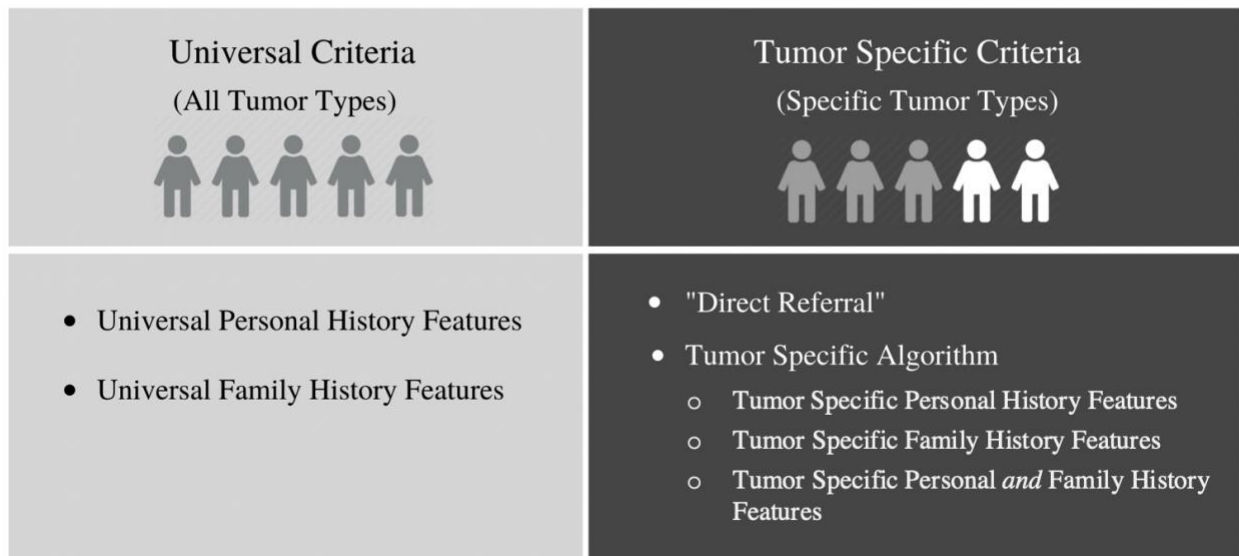 Universal Criteria
(All Tumor Types)
Tumor Specific Criteria
(Specific Tumor Types)
• Universal Personal History Features
• Universal Family History Features
• "Direct Referral"
• Tumor Specific Algorithm
o Tumor Specific Personal History Features
o Tumor Specific Family History Features
o Tumor Specific Personal and Family History
Features